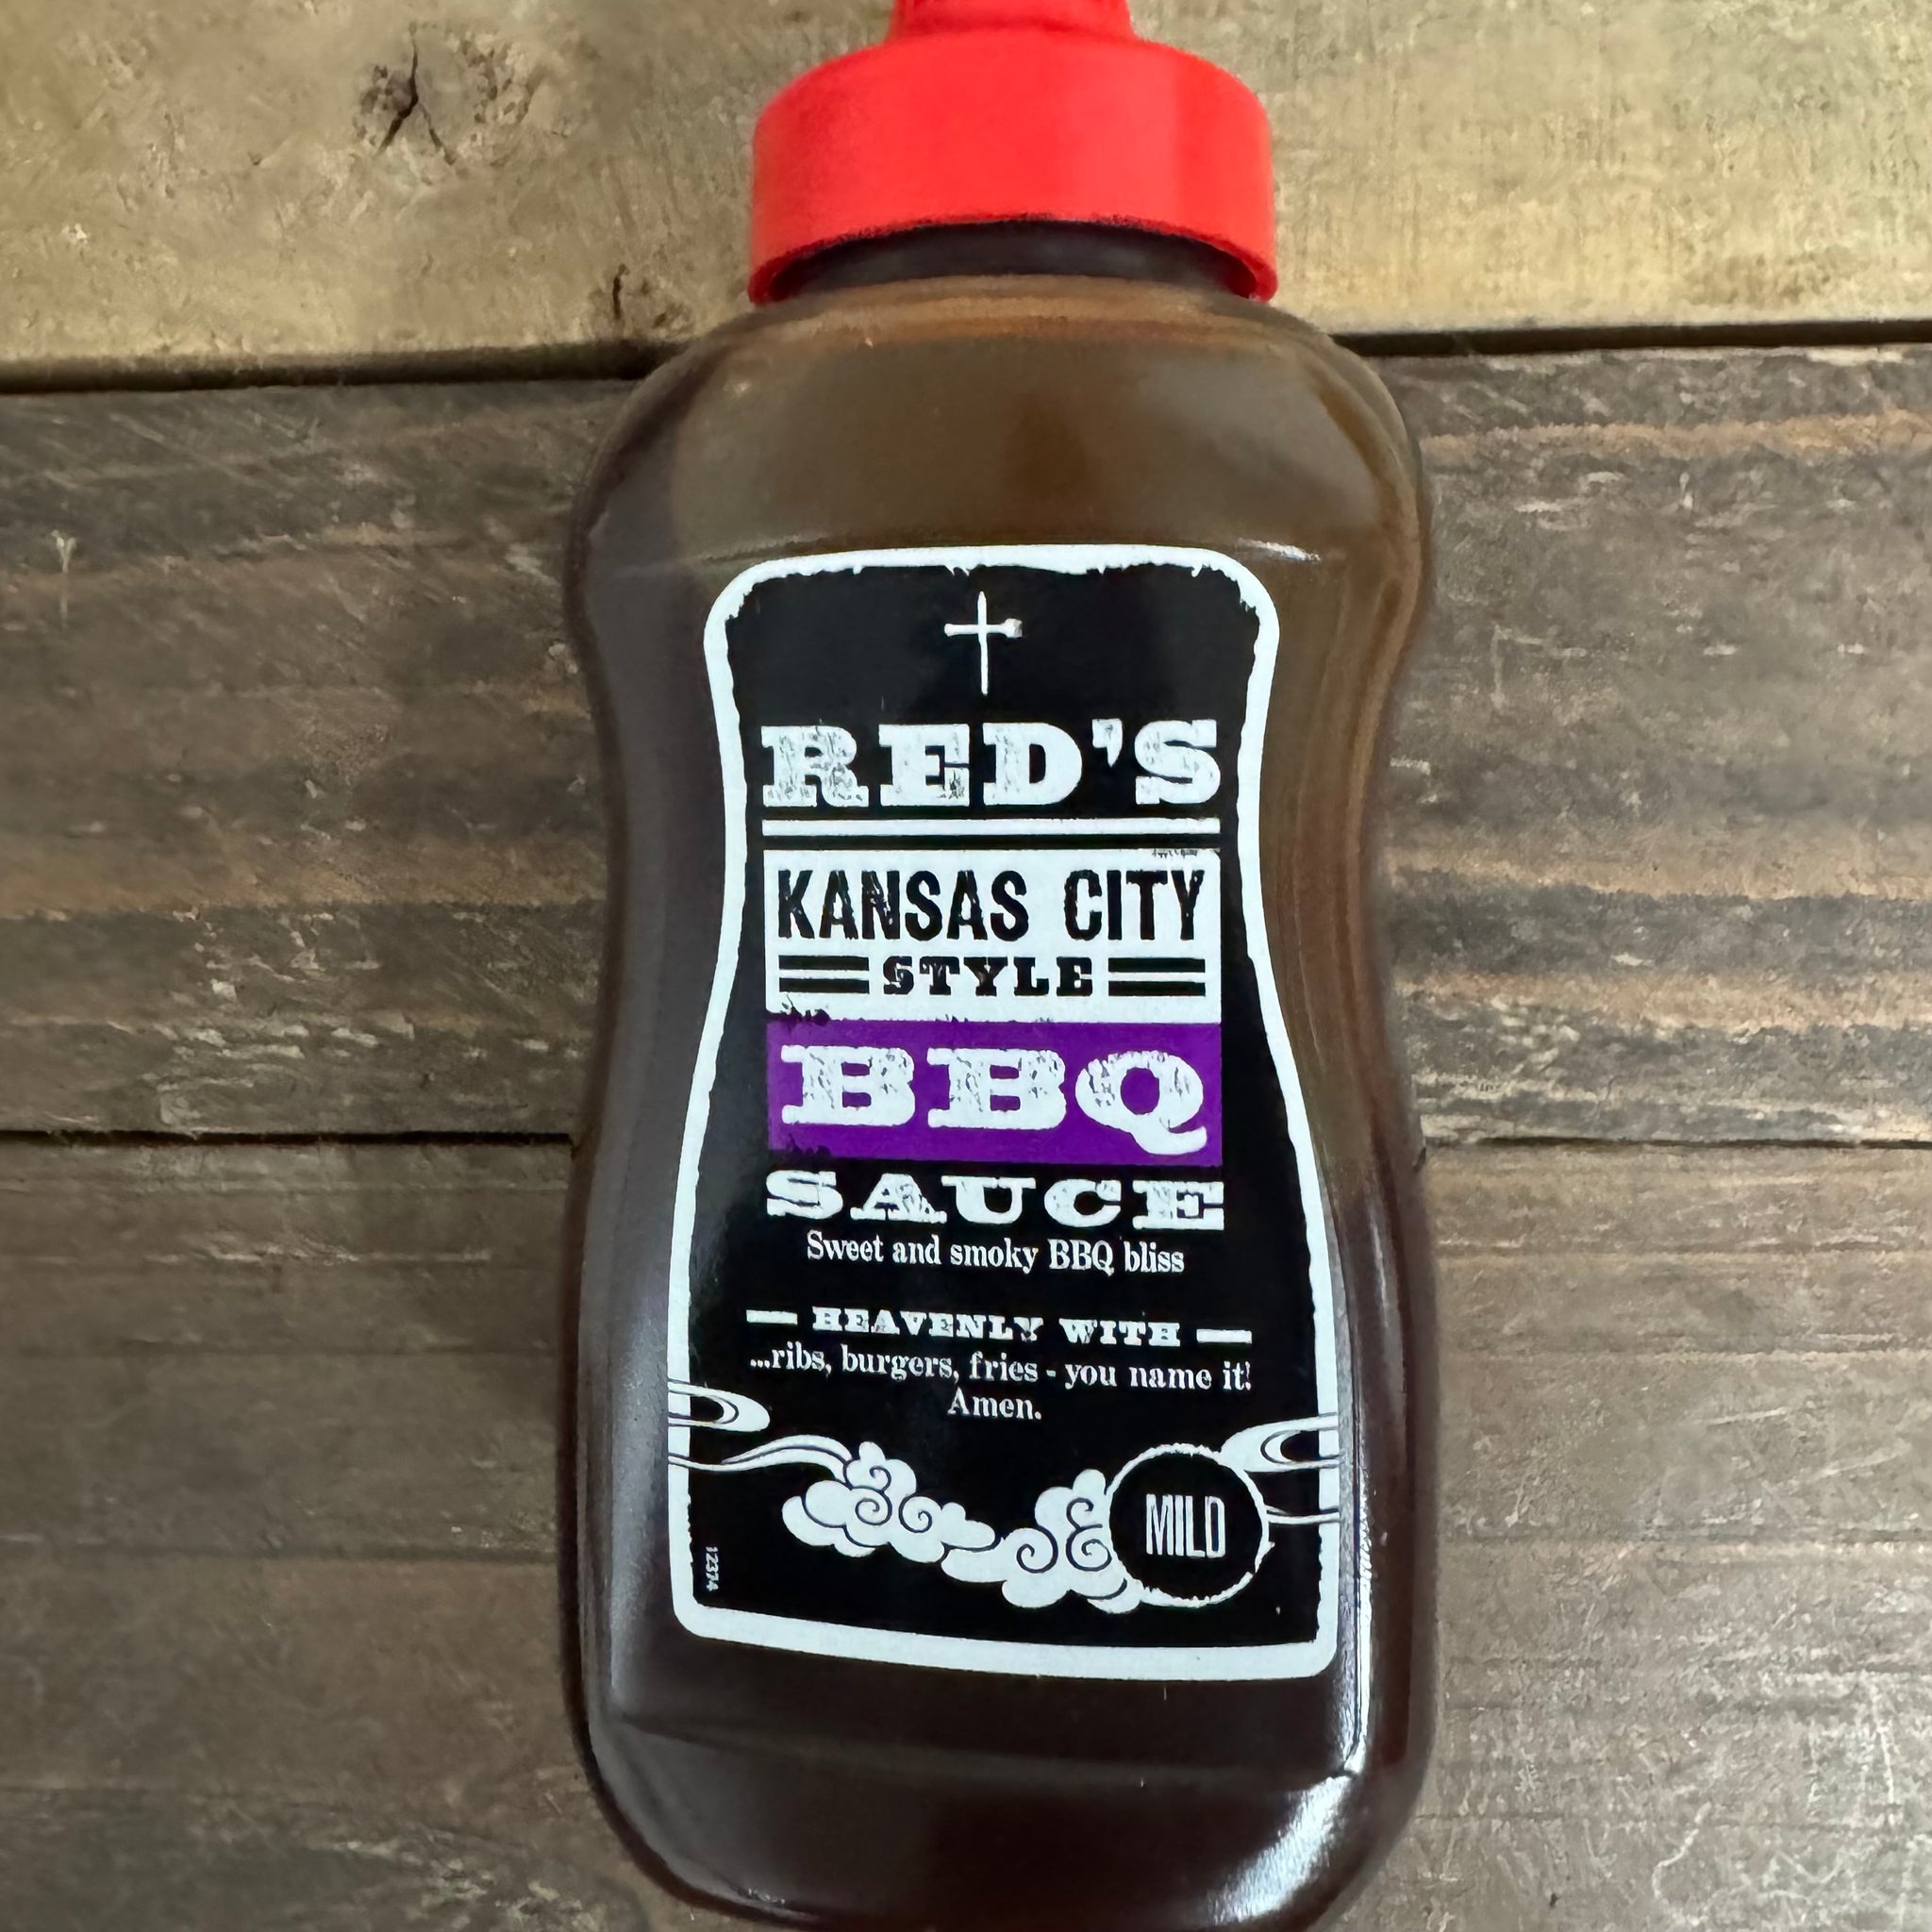 RED'S
KANSAS CITY
STYLE
BBQ
SAUCE
Sweet and smoky BBQ bliss
HEAVENLY WITH
...ribs, burgers, fries - you name it!
Amen.
MILD
12374